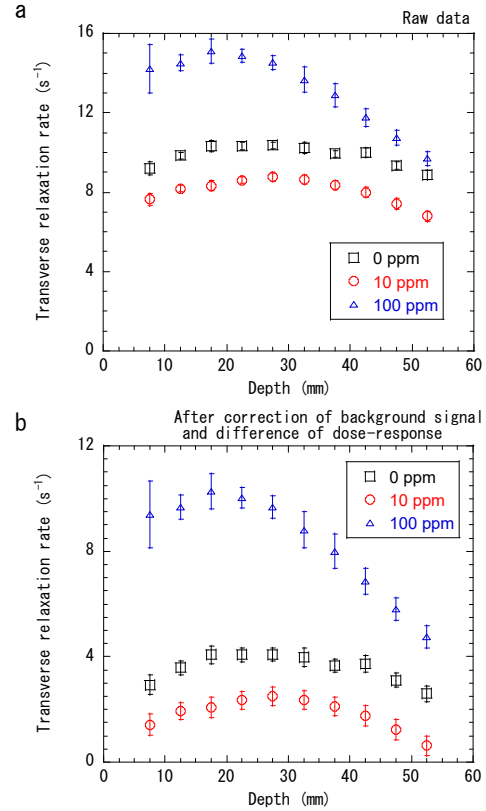 a
Raw data
16
12
8
4
0
Transverse relaxation rate (s⁻¹)
0 ppm
10 ppm
100 ppm
0 10 20 30 40 50 60
Depth (mm)
b
After correction of background signal
and difference of dose-response
12
8
4
0
Transverse relaxation rate (s⁻¹)
0 ppm
10 ppm
100 ppm
0 10 20 30 40 50 60
Depth (mm)